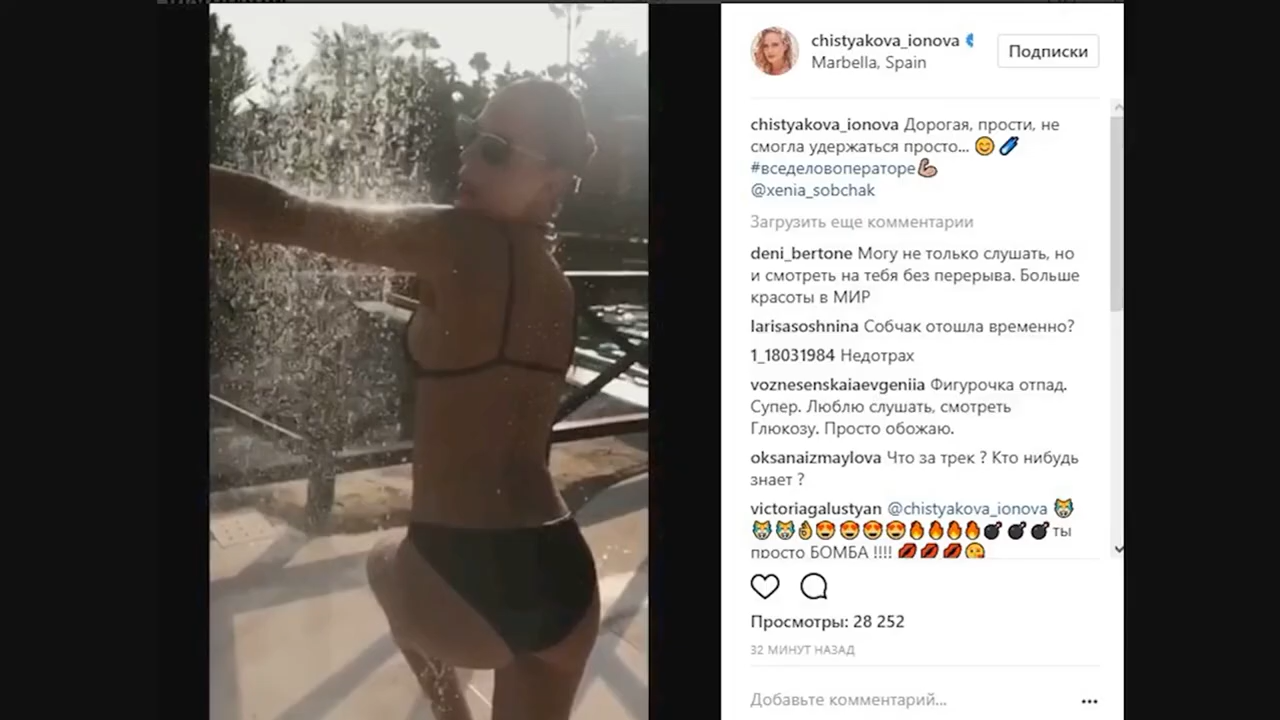 chistyakova_ionova
Marbella, Spain
Подписки
chistyakova_ionova Дорогая, прости, не
смогла удержаться просто... 😊
#вседеловоператоре💪
@xenia_sobchak
Загрузить еще комментарии
deni_bertone Могу не только слушать, но
и смотреть на тебя без перерыва. Больше
красоты в МИР
larisasoshnina Собчак отошла временно?
1_18031984 Недотрах
voznesenskaiaevgeniia Фигурочка отпад.
Супер. Люблю слушать, смотреть
Глюкозу. Просто обожаю.
oksanaizmaylova Что за трек ? Кто нибудь
знает ?
victoriagalustyan @chistyakova_ionova
ты
просто БОМБА !!!!
Просмотры: 28 252
32 МИНУТ НАЗАД
Добавьте комментарий...